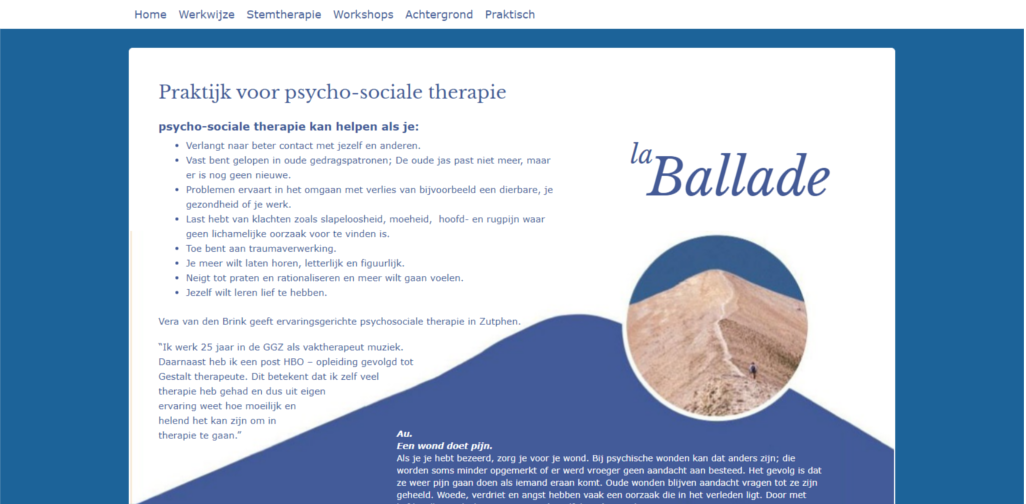 Home Werkwijze Stemtherapie Workshops Achtergrond Praktisch
Praktijk voor psycho-sociale therapie
psycho-sociale therapie kan helpen als je:
• Verlangt naar beter contact met jezelf en anderen.
• Vast bent gelopen in oude gedragspatronen; De oude jas past niet meer, maar
er is nog geen nieuwe.
• Problemen ervaart in het omgaan met verlies van bijvoorbeeld een dierbare, je
gezondheid of je werk.
• Last hebt van klachten zoals slapeloosheid, moeheid, hoofd- en rugpijn waar
geen lichamelijke oorzaak voor te vinden is.
• Toe bent aan traumaverwerking.
• Je meer wilt laten horen, letterlijk en figuurlijk.
• Neigt tot praten en rationaliseren en meer wilt gaan voelen.
• Jezelf wilt leren lief te hebben.
la
Ballade
Vera van den Brink geeft ervaringsgerichte psychosociale therapie in Zutphen.
“Ik werk 25 jaar in de GGZ als vaktherapeut muziek.
Daarnaast heb ik een post HBO – opleiding gevolgd tot
Gestalt therapeute. Dit betekent dat ik zelf veel
therapie heb gehad en dus uit eigen
ervaring weet hoe moeilijk en
helend het kan zijn om in
therapie te gaan.”
Au.
Een wond doet pijn.
Als je je hebt bezeerd, zorg je voor je wond. Bij psychische wonden kan dat anders zijn; die
worden soms minder opgemerkt of er werd vroeger geen aandacht aan besteed. Het gevolg is dat
ze weer pijn gaan doen als iemand eraan komt. Oude wonden blijven aandacht vragen tot ze zijn
geheeld. Woede, verdriet en angst hebben vaak een oorzaak die in het verleden ligt. Door met